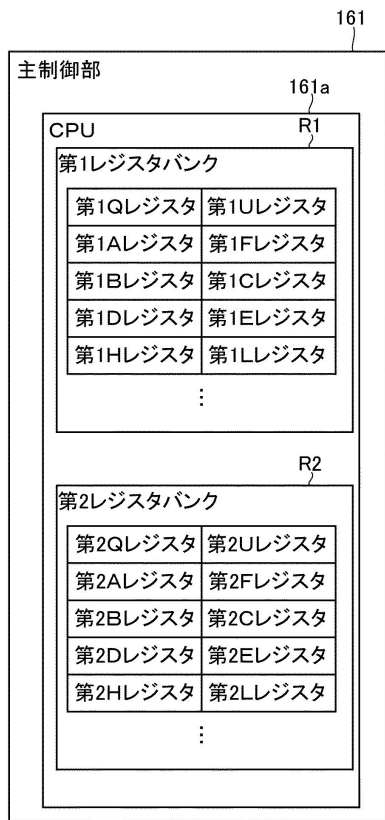 161
主制御部
161a
CPU
R1
第1レジスタバンク
第1Qレジスタ 第1Uレジスタ
第1Aレジスタ 第1Fレジスタ
第1Bレジスタ 第1Cレジスタ
第1Dレジスタ 第1Eレジスタ
第1Hレジスタ 第1Lレジスタ
⋮
R2
第2レジスタバンク
第2Qレジスタ 第2Uレジスタ
第2Aレジスタ 第2Fレジスタ
第2Bレジスタ 第2Cレジスタ
第2Dレジスタ 第2Eレジスタ
第2Hレジスタ 第2Lレジスタ
⋮